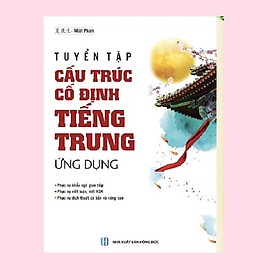 Nhật Phạm
TUYỂN TẬP
CẤU TRÚC
CỐ ĐỊNH
TIẾNG
TRUNG
ỨNG DỤNG
• Phục vụ khẩu ngữ giao tiếp
• Phục vụ viết luận, viết HSK
• Phục vụ dịch thuật cơ bản và nâng cao
NHÀ XUẤT BẢN HỒNG ĐỨC